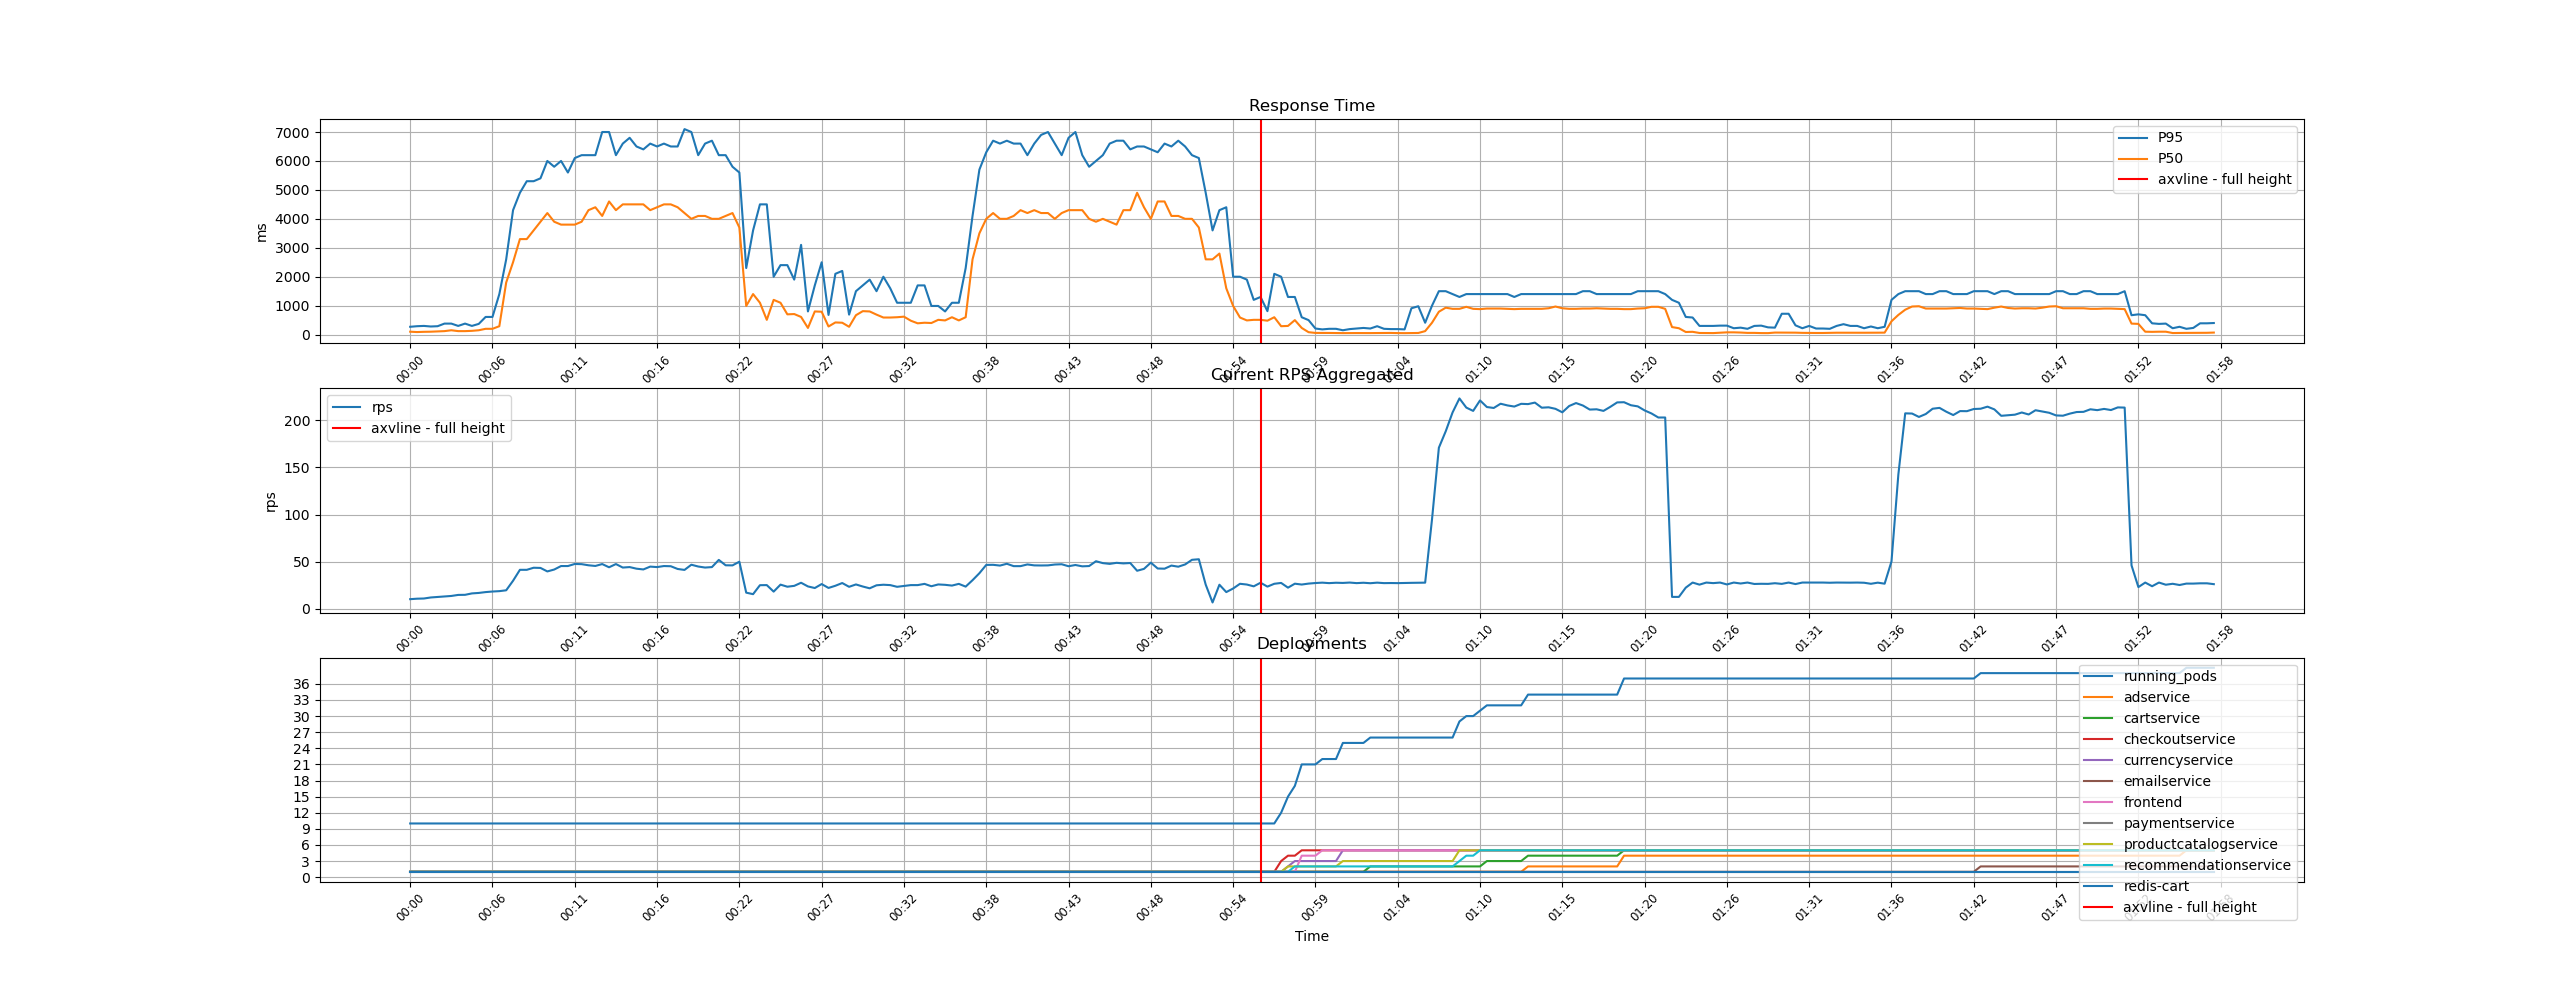 Response Time
7000
6000
5000
4000
3000
2000
1000
0
ms
P95
P50
axvline - full height
00:00 00:06 00:11 00:16 00:22 00:27 00:32 00:38 00:43 00:48 00:54 00:59 01:04 01:10 01:15 01:20 01:26 01:31 01:36 01:42 01:47 01:52 01:58
Current RPS Aggregated
200
150
100
50
0
rps
rps
axvline - full height
00:00 00:06 00:11 00:16 00:22 00:27 00:32 00:38 00:43 00:48 00:54 00:59 01:04 01:10 01:15 01:20 01:26 01:31 01:36 01:42 01:47 01:52 01:58
Deployments
36
33
30
27
24
21
18
15
12
9
6
3
0
running_pods
adservice
cartservice
checkoutservice
currencyservice
emailservice
frontend
paymentservice
productcatalogservice
recommendationservice
redis-cart
axvline - full height
00:00 00:06 00:11 00:16 00:22 00:27 00:32 00:38 00:43 00:48 00:54 00:59 01:04 01:10 01:15 01:20 01:26 01:31 01:36 01:42 01:47 01:52 01:58
Time